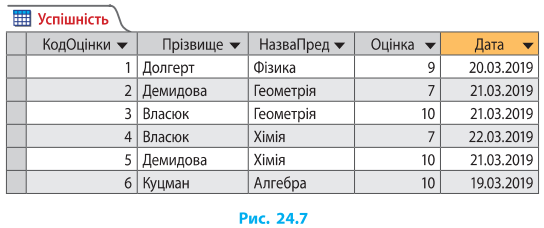 Успішність
КодОцінки Прізвище НазваПред Оцінка Дата
1 Долгерт Фізика 9 20.03.2019
2 Демидова Геометрія 7 21.03.2019
3 Власюк Геометрія 10 21.03.2019
4 Власюк Хімія 7 22.03.2019
5 Демидова Хімія 10 21.03.2019
6 Куцман Алгебра 10 19.03.2019
Рис. 24.7